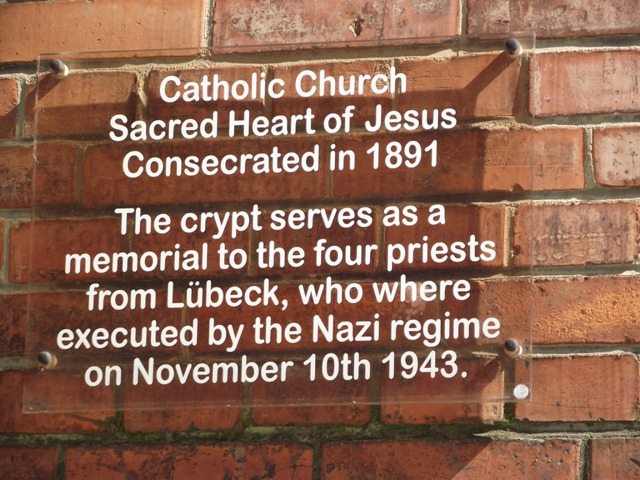 Catholic Church
Sacred Heart of Jesus
Consecrated in 1891
The crypt serves as a
memorial to the four priests
from Lübeck, who where
executed by the Nazi regime
on November 10th 1943.